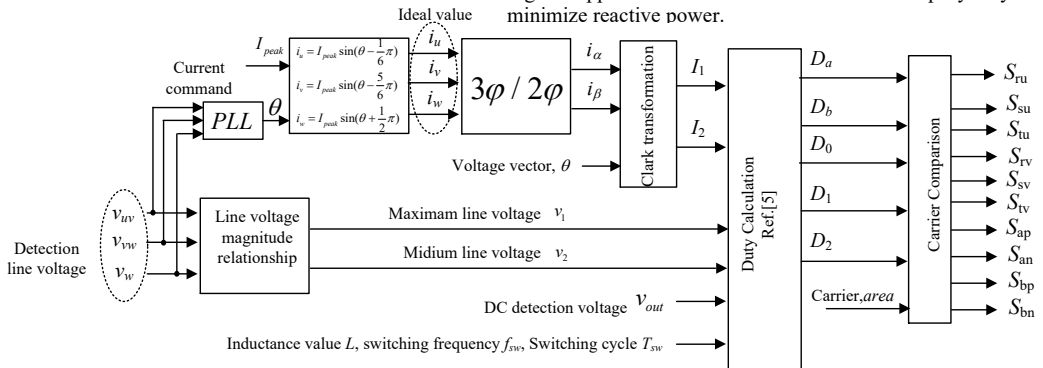 minimize reactive power.
Ideal value
I_peak
Current
command
i_u = I_peak sin(θ − 1/6 π)
i_v = I_peak sin(θ − 5/6 π)
i_w = I_peak sin(θ + 1/2 π)
i_u
i_v
i_w
3φ / 2φ
i_α
i_β
Clark transformation
I_1
I_2
PLL
θ
Voltage vector, θ
Detection
line voltage
v_uv
v_vw
v_w
Line voltage
magnitude
relationship
Maximam line voltage v_1
Midium line voltage v_2
DC detection voltage v_out
Inductance value L, switching frequency f_sw, Switching cycle T_sw
Duty Calculation
Ref.[5]
D_a
D_b
D_0
D_1
D_2
Carrier,area
Carrier Comparison
S_ru
S_su
S_tu
S_rv
S_sv
S_tv
S_ap
S_an
S_bp
S_bn